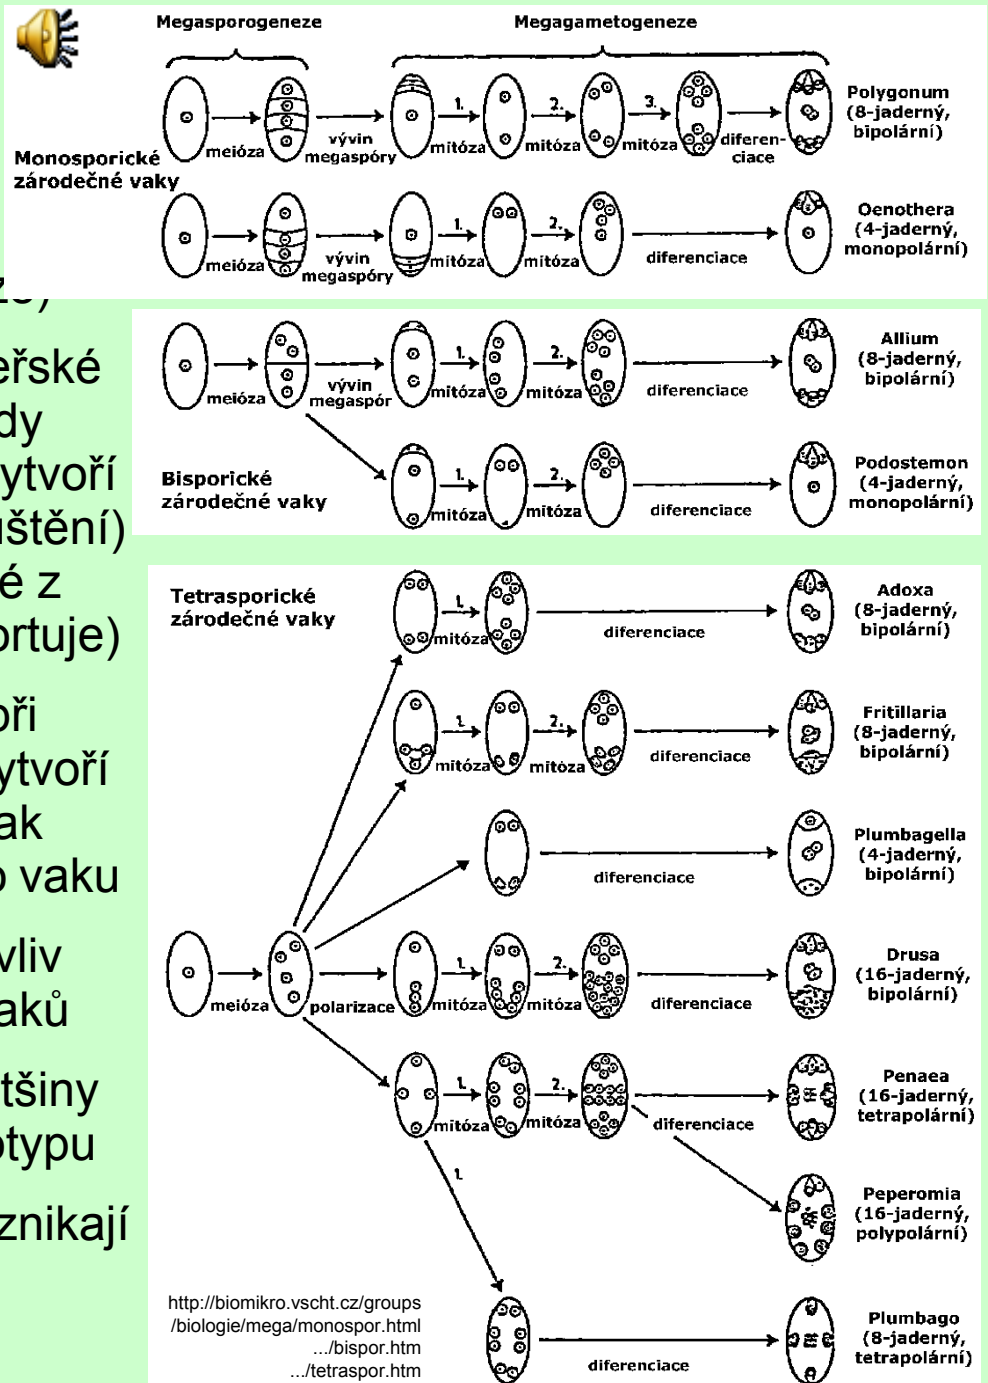 Megasporogeneze
Megagametogeneze
1.
2.
3.
meióza
vývin
megaspóry
mitóza
mitóza
mitóza
diferen-
ciace
Polygonum
(8-jaderný,
bipolární)
Monosporické
zárodečné vaky
1.
2.
meióza
vývin
megaspóry
mitóza
mitóza
diferenciace
Oenothera
(4-jaderný,
monopolární)
eřské
dy
ytvoří
uštění)
é z
ortuje)
ytvoří
ak
o vaku
vliv
aků
tšiny
otypu
znikají
1.
2.
meióza
vývin
megaspór
mitóza
mitóza
diferenciace
Allium
(8-jaderný,
bipolární)
Bisporické
zárodečné vaky
1.
2.
mitóza
mitóza
diferenciace
Podostemon
(4-jaderný,
monopolární)
Tetrasporické
zárodečné vaky
1.
mitóza
diferenciace
Adoxa
(8-jaderný,
bipolární)
1.
2.
mitóza
mitóza
diferenciace
Fritillaria
(8-jaderný,
bipolární)
diferenciace
Plumbagella
(4-jaderný,
bipolární)
meióza
polarizace
1.
2.
mitóza
mitóza
diferenciace
Drusa
(16-jaderný,
bipolární)
1.
2.
mitóza
mitóza
diferenciace
Penaea
(16-jaderný,
tetrapolární)
Peperomia
(16-jaderný,
polypolární)
1.
diferenciace
Plumbago
(8-jaderný,
tetrapolární)
http://biomikro.vscht.cz/groups
/biologie/mega/monospor.html
.../bispor.htm
.../tetraspor.htm